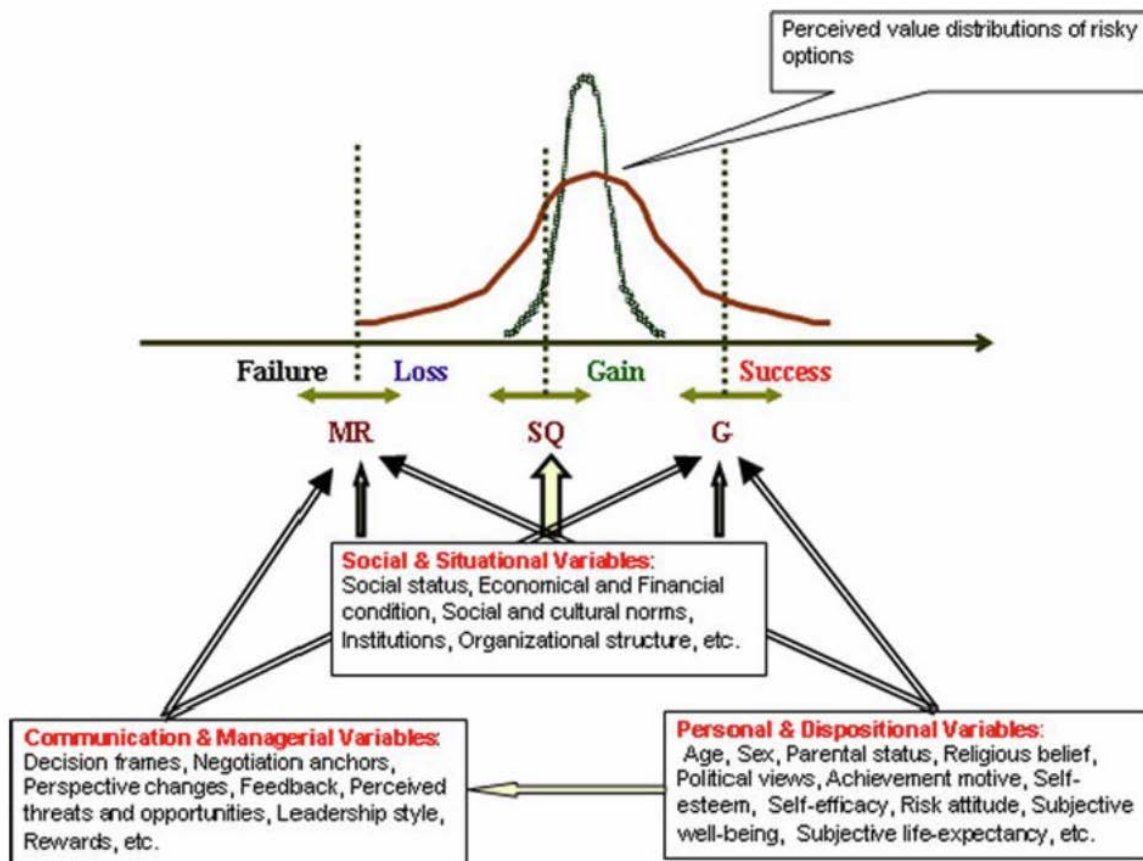 Perceived value distributions of risky
options
Failure Loss Gain Success
MR SQ G
Social & Situational Variables:
Social status, Economical and Financial
condition, Social and cultural norms,
Institutions, Organizational structure, etc.
Communication & Managerial Variables:
Decision frames, Negotiation anchors,
Perspective changes, Feedback, Perceived
threats and opportunities, Leadership style,
Rewards, etc.
Personal & Dispositional Variables:
Age, Sex, Parental status, Religious belief,
Political views, Achievement motive, Self-
esteem, Self-efficacy, Risk attitude, Subjective
well-being, Subjective life-expectancy, etc.